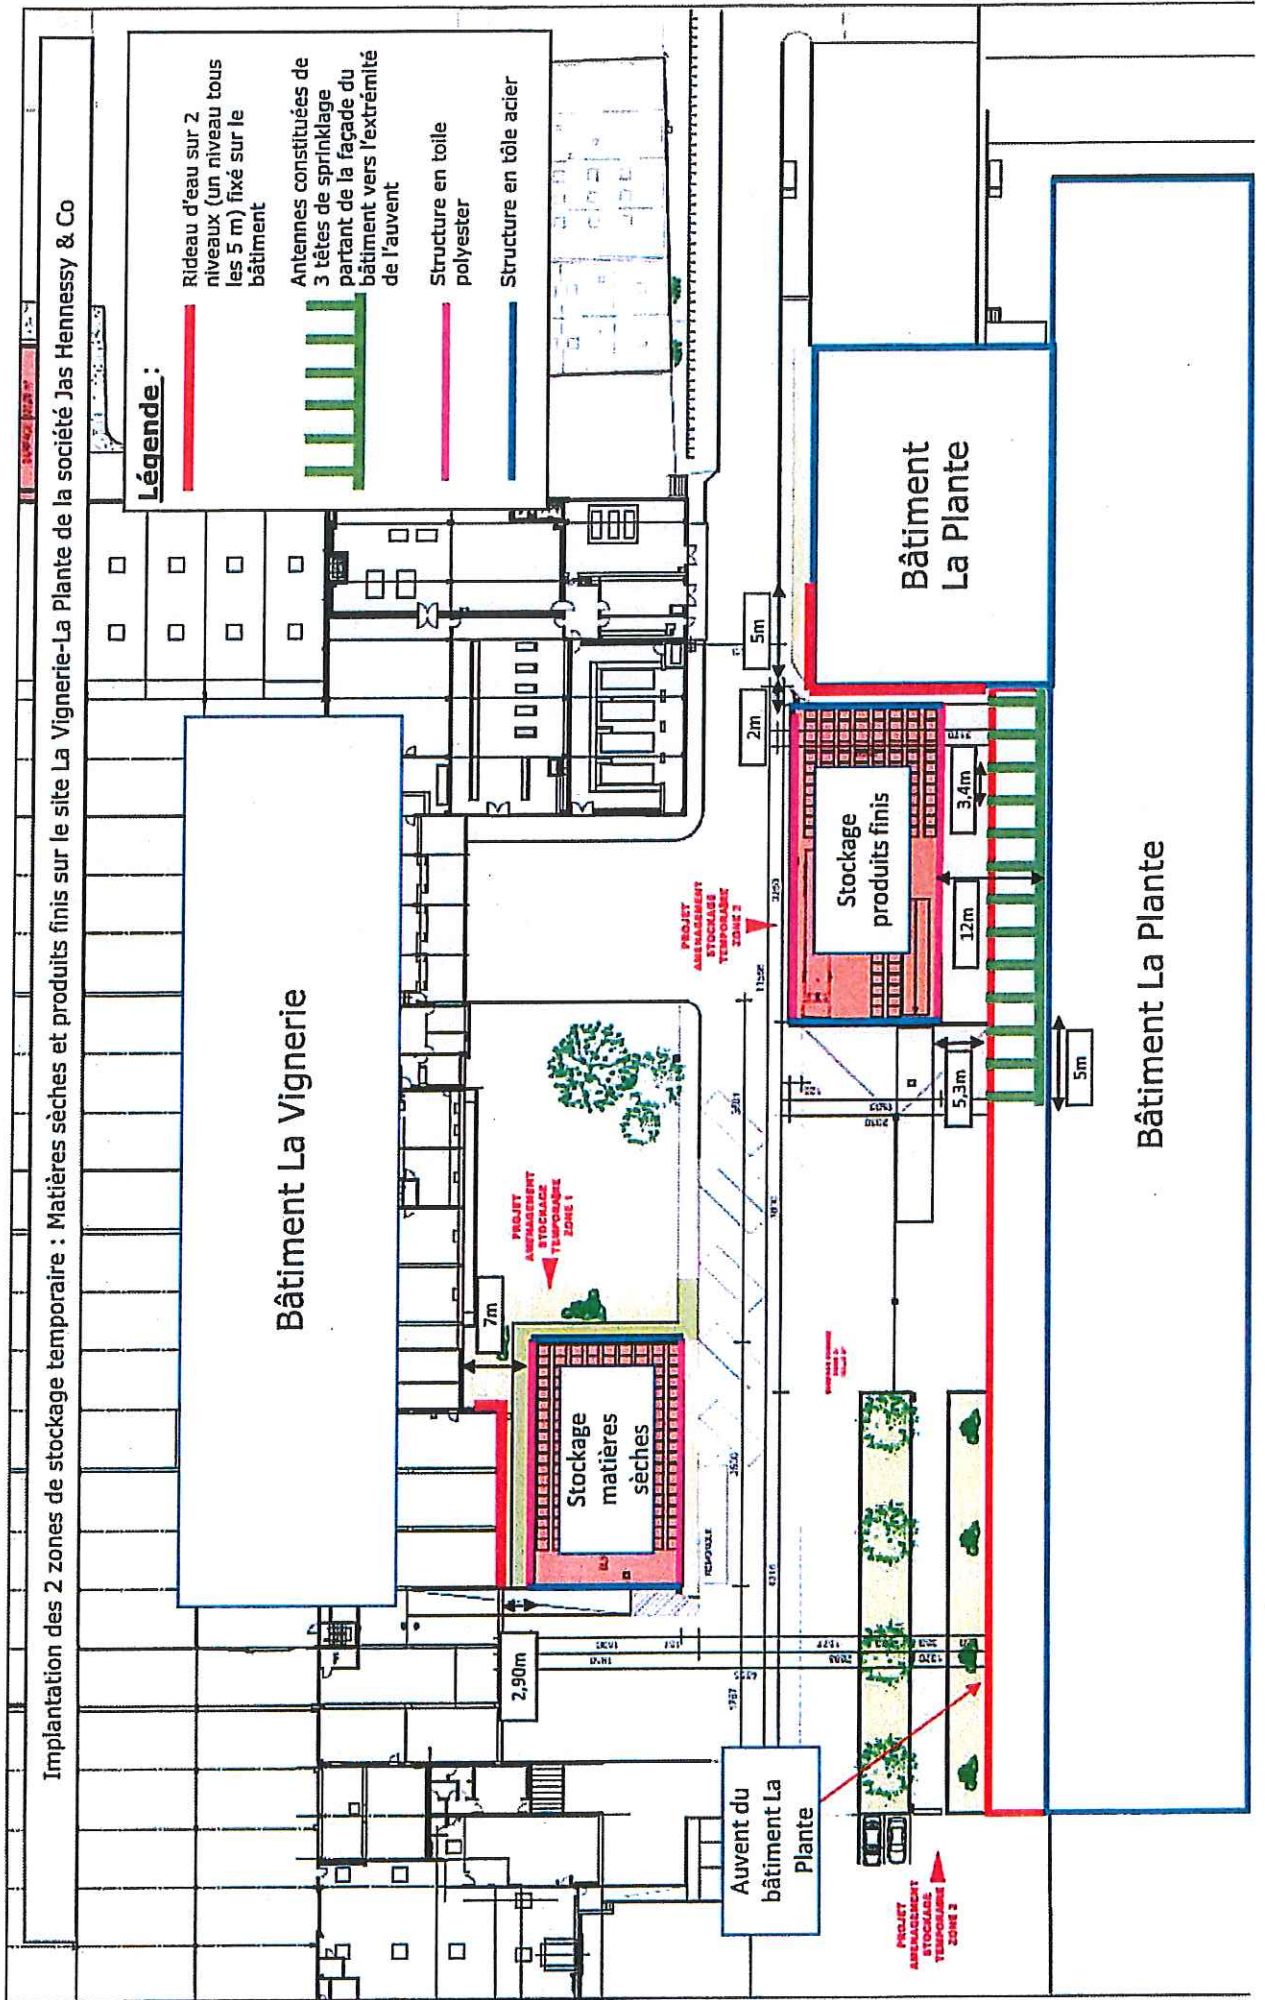 Implantation des 2 zones de stockage temporaire : Matières sèches et produits finis sur le site La Vignerie-La Plante de la société Jas Hennessy & Co
Légende :
Rideau d'eau sur 2
niveaux (un niveau tous
les 5 m) fixé sur le
bâtiment
Antennes constituées de
3 têtes de sprinklage
partant de la façade du
bâtiment vers l'extrémité
de l'auvent
Structure en toile
polyester
Structure en tôle acier
Bâtiment La Vignerie
7m
PROJET
AMENAGEMENT
STOCKAGE
TEMPORAIRE
ZONE 1
Stockage
matières
sèches
2,90m
REMORQUE
PROJET
AMENAGEMENT
STOCKAGE
TEMPORAIRE
ZONE 2
2m
5m
Stockage
produits finis
3,4m
12m
5,3m
5m
Bâtiment
La Plante
Bâtiment La Plante
Auvent du
bâtiment La
Plante
PROJET
AMENAGEMENT
STOCKAGE
TEMPORAIRE
ZONE 2